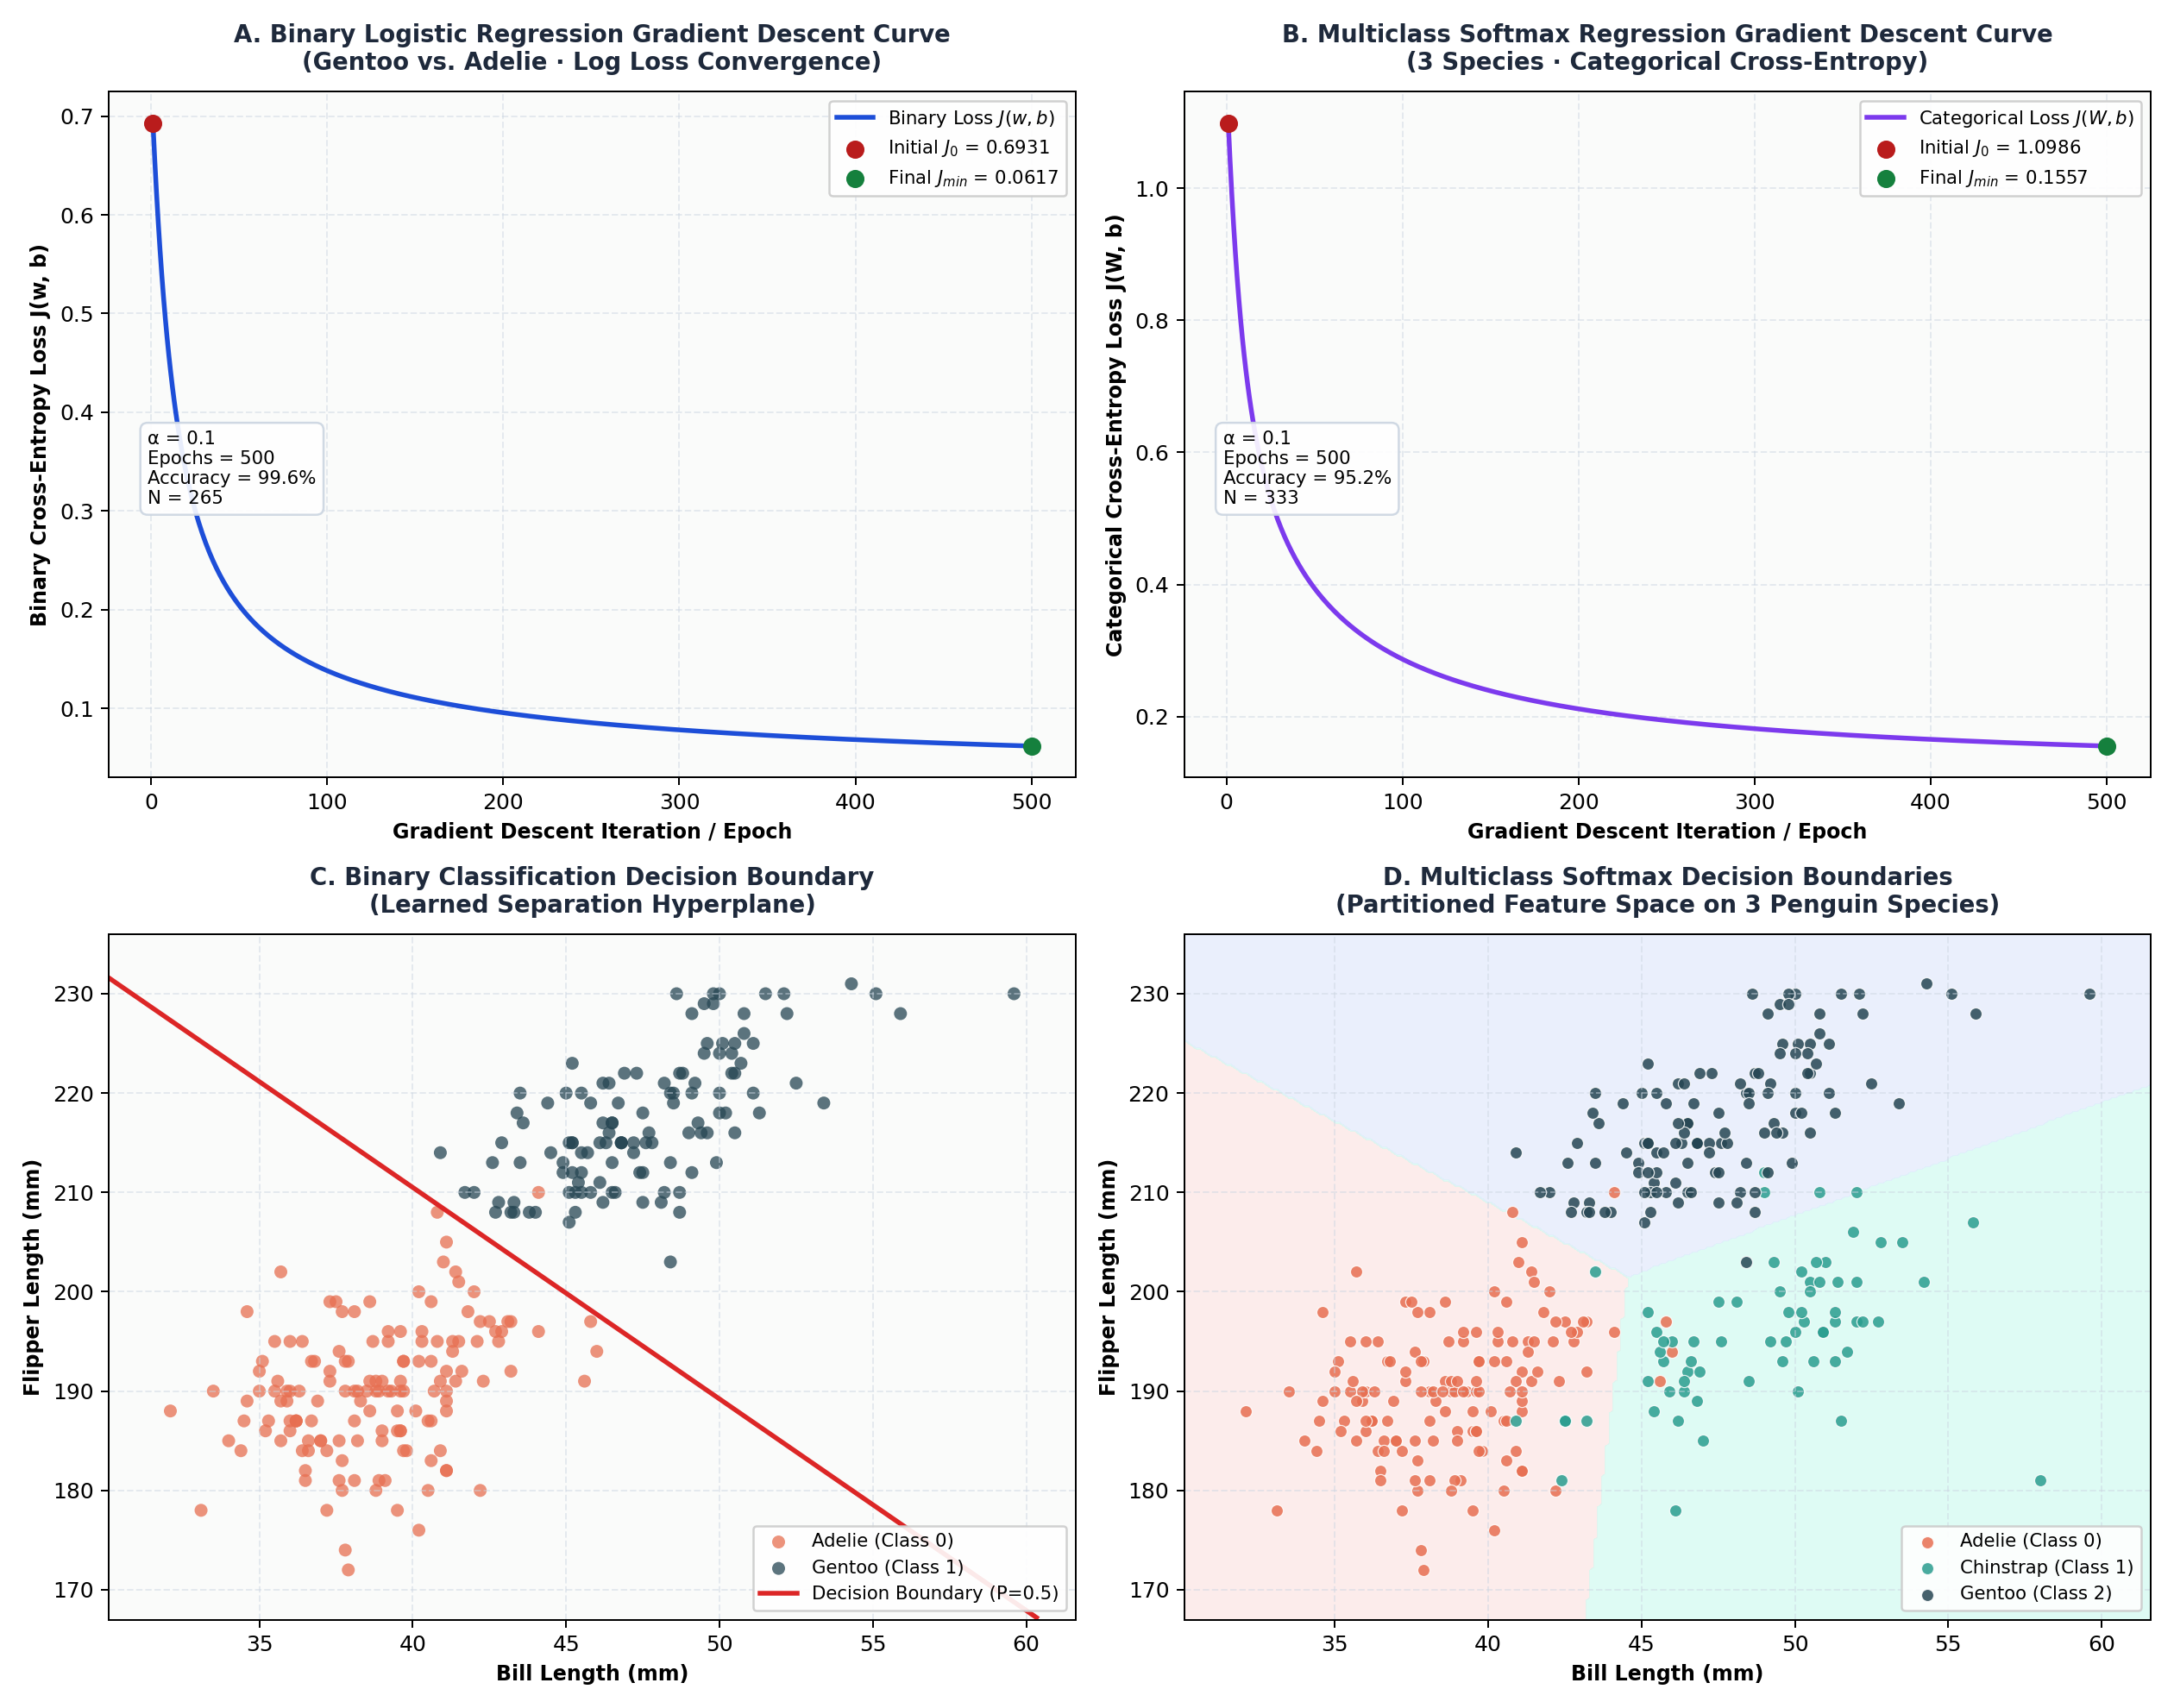 A. Binary Logistic Regression Gradient Descent Curve
(Gentoo vs. Adelie · Log Loss Convergence)
Binary Cross-Entropy Loss J(w, b)
0.7
0.6
0.5
0.4
0.3
0.2
0.1
Binary Loss J(w, b)
Initial J0 = 0.6931
Final Jmin = 0.0617
α = 0.1
Epochs = 500
Accuracy = 99.6%
N = 265
0 100 200 300 400 500
Gradient Descent Iteration / Epoch
B. Multiclass Softmax Regression Gradient Descent Curve
(3 Species · Categorical Cross-Entropy)
Categorical Cross-Entropy Loss J(W, b)
1.0
0.8
0.6
0.4
0.2
Categorical Loss J(W, b)
Initial J0 = 1.0986
Final Jmin = 0.1557
α = 0.1
Epochs = 500
Accuracy = 95.2%
N = 333
0 100 200 300 400 500
Gradient Descent Iteration / Epoch
C. Binary Classification Decision Boundary
(Learned Separation Hyperplane)
Flipper Length (mm)
230
220
210
200
190
180
170
Adelie (Class 0)
Gentoo (Class 1)
Decision Boundary (P=0.5)
35 40 45 50 55 60
Bill Length (mm)
D. Multiclass Softmax Decision Boundaries
(Partitioned Feature Space on 3 Penguin Species)
Flipper Length (mm)
230
220
210
200
190
180
170
Adelie (Class 0)
Chinstrap (Class 1)
Gentoo (Class 2)
35 40 45 50 55 60
Bill Length (mm)